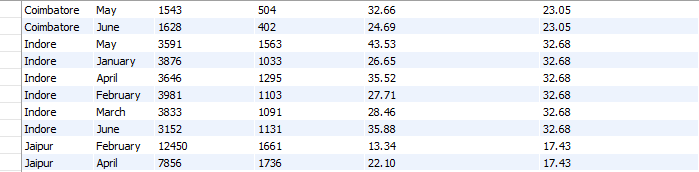 Coimbatore May 1543 504 32.66 23.05
Coimbatore June 1628 402 24.69 23.05
Indore May 3591 1563 43.53 32.68
Indore January 3876 1033 26.65 32.68
Indore April 3646 1295 35.52 32.68
Indore February 3981 1103 27.71 32.68
Indore March 3833 1091 28.46 32.68
Indore June 3152 1131 35.88 32.68
Jaipur February 12450 1661 13.34 17.43
Jaipur April 7856 1736 22.10 17.43